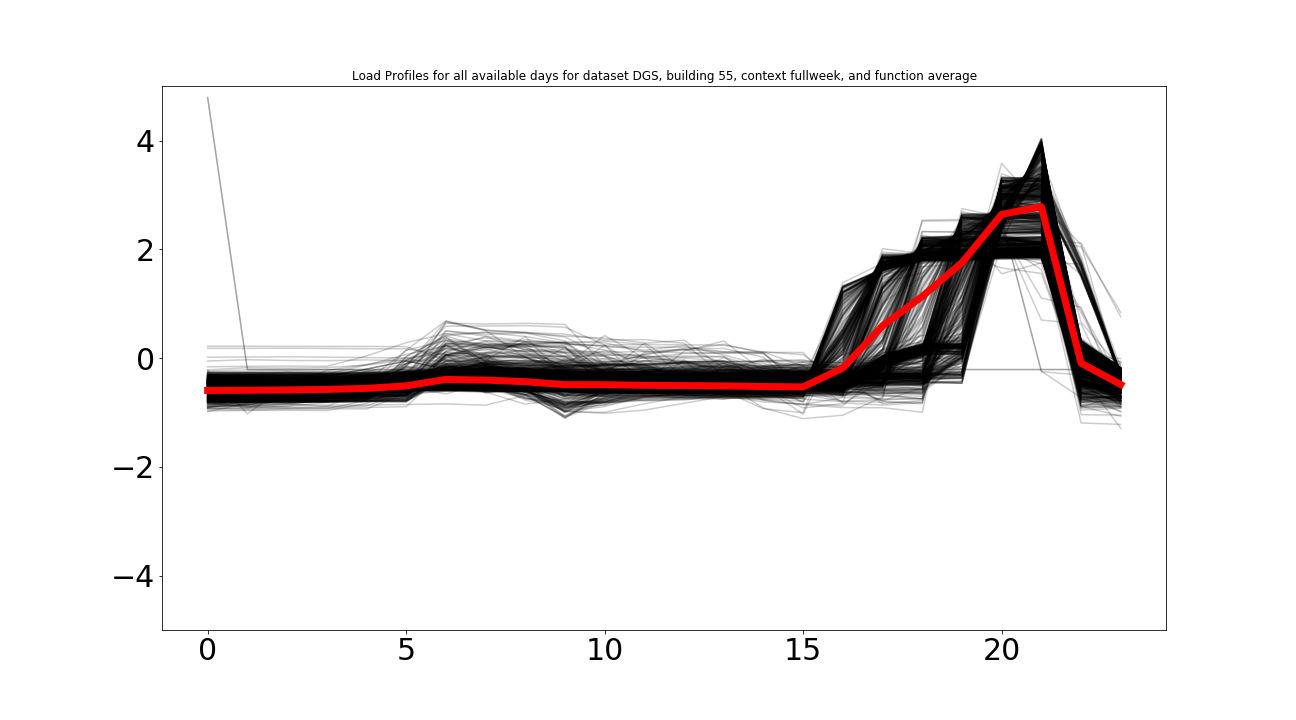 Load Profiles for all available days for dataset DGS, building 55, context fullweek, and function average
4
2
0
−2
−4
0 5 10 15 20